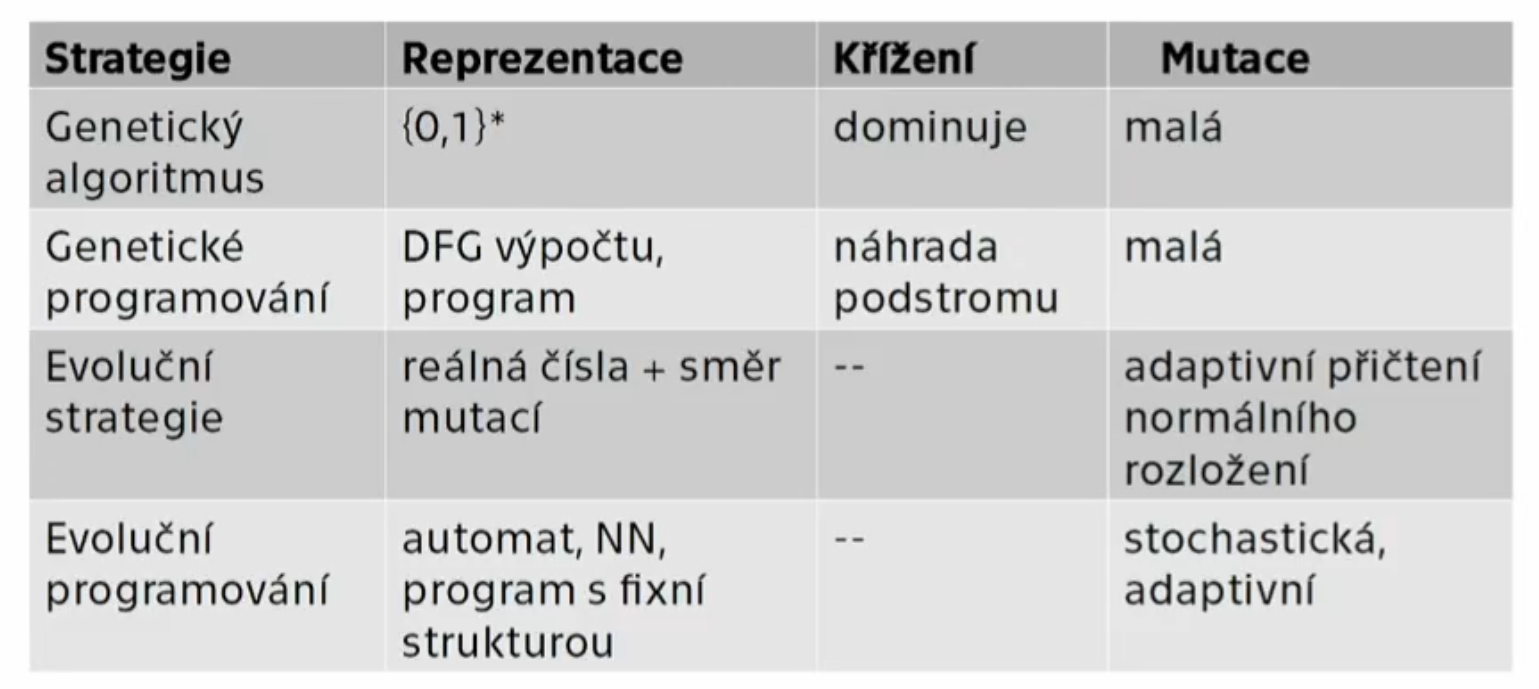 Strategie Reprezentace Křížení Mutace
Genetický algoritmus {0,1}* dominuje malá
Genetické programování DFG výpočtu, program náhrada podstromu malá
Evoluční strategie reálná čísla + směr mutací -- adaptivní přičtení normálního rozložení
Evoluční programování automat, NN, program s fixní strukturou -- stochastická, adaptivní